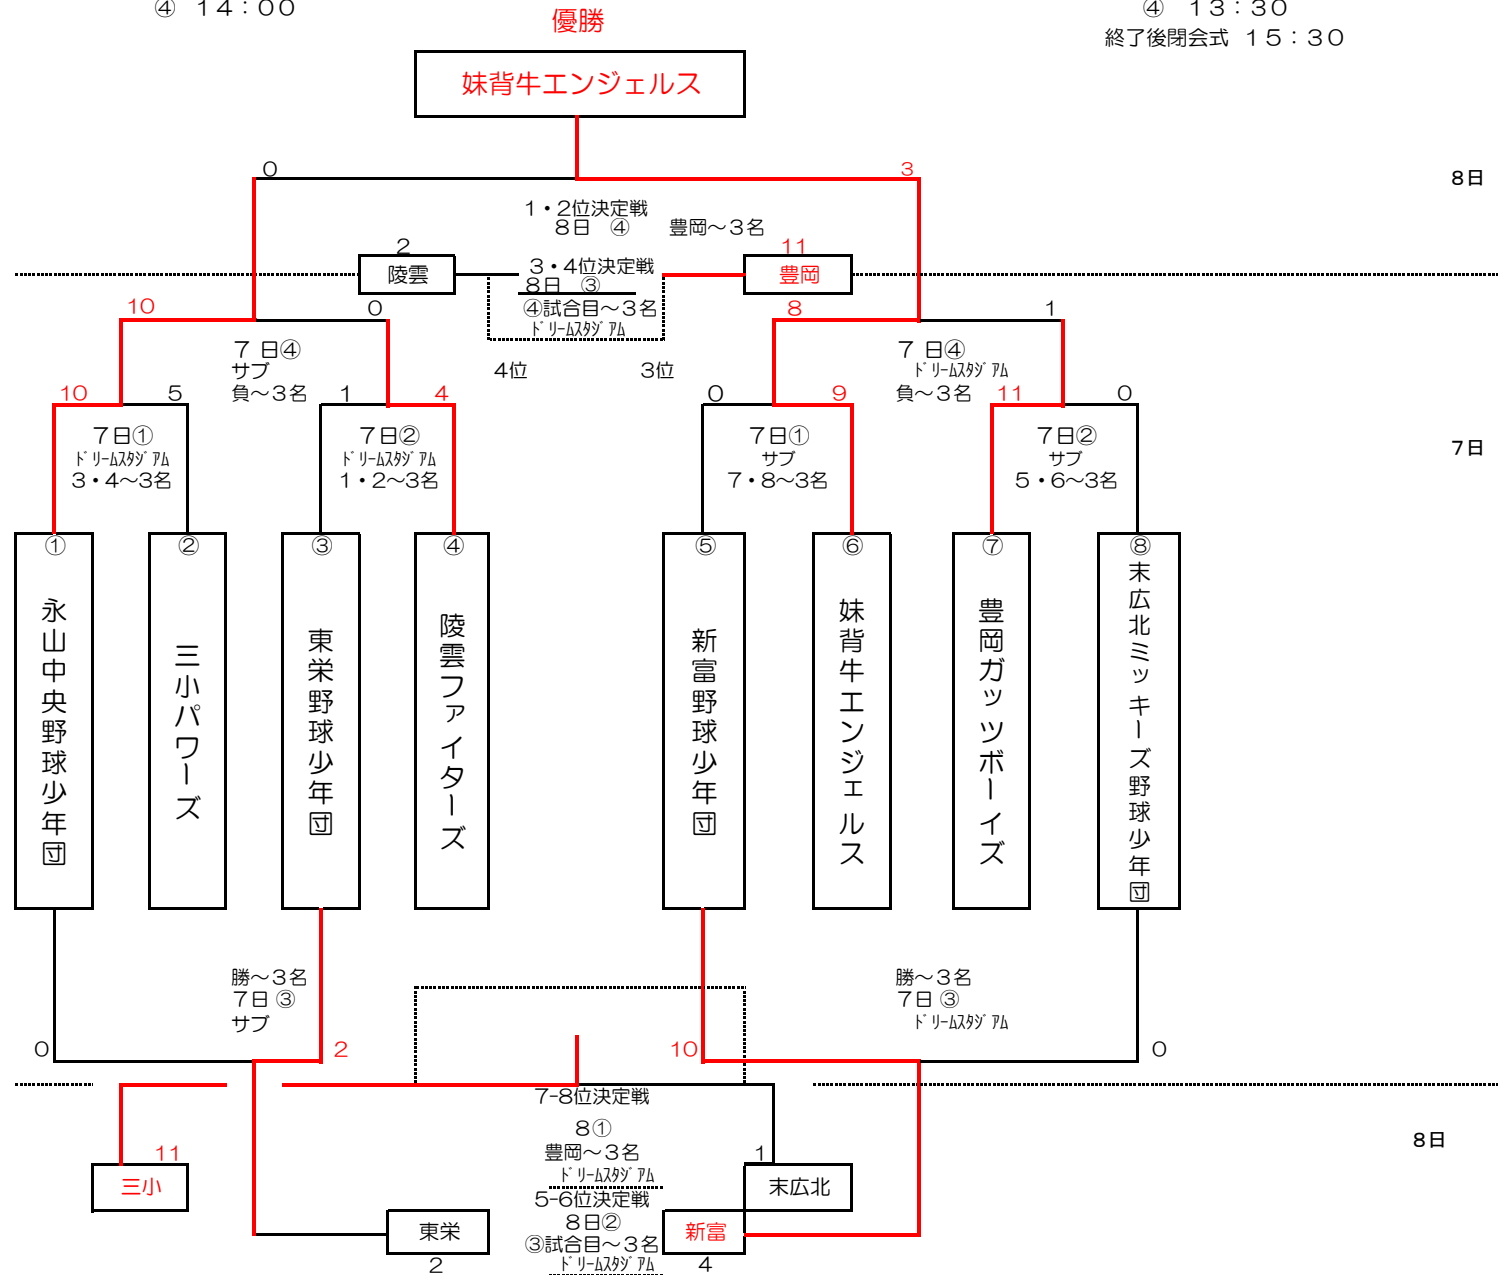 ④ 14：00
④ 13：30
優勝
終了後閉会式 15：30
妹背牛エンジェルス
0
3
8日
1・2位決定戦
8日 ④ 豊岡～3名
2
11
陵雲
3・4位決定戦
豊岡
8日 ③
④試合目～3名
ﾄﾞﾘｰﾑｽﾀｼﾞｱﾑ
10
0
8
1
7 日④
サブ
負～3名
7 日④
ﾄﾞﾘｰﾑｽﾀｼﾞｱﾑ
負～3名
4位
3位
10
5
1
4
0
9
11
0
7日①
ﾄﾞﾘｰﾑｽﾀｼﾞｱﾑ
3・4～3名
7日②
ﾄﾞﾘｰﾑｽﾀｼﾞｱﾑ
1・2～3名
7日①
サブ
7・8～3名
7日②
サブ
5・6～3名
7日
①
永山中央野球少年団
②
三小パワーズ
③
東栄野球少年団
④
陵雲ファイターズ
⑤
新富野球少年団
⑥
妹背牛エンジェルス
⑦
豊岡ガッツボーイズ
⑧
末広北ミッキーズ野球少年団
勝～3名
7日 ③
サブ
勝～3名
7日 ③
ﾄﾞﾘｰﾑｽﾀｼﾞｱﾑ
0
2
10
0
7-8位決定戦
8①
豊岡～3名
ﾄﾞﾘｰﾑｽﾀｼﾞｱﾑ
8日
11
1
三小
末広北
5-6位決定戦
8日②
③試合目～3名
ﾄﾞﾘｰﾑｽﾀｼﾞｱﾑ
東栄
新富
2
4